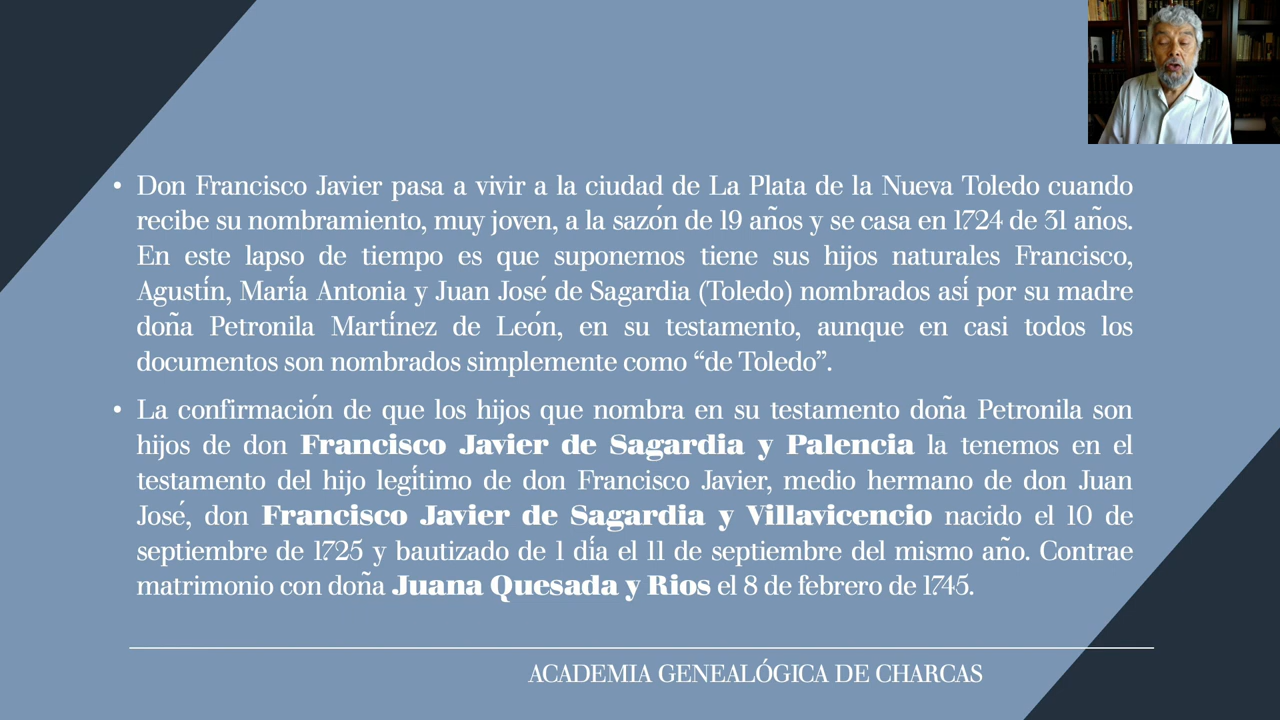 • Don Francisco Javier pasa a vivir a la ciudad de La Plata de la Nueva Toledo cuando
recibe su nombramiento, muy joven, a la sazón de 19 años y se casa en 1724 de 31 años.
En este lapso de tiempo es que suponemos tiene sus hijos naturales Francisco,
Agustín, María Antonia y Juan José de Sagardia (Toledo) nombrados así por su madre
doña Petronila Martínez de León, en su testamento, aunque en casi todos los
documentos son nombrados simplemente como “de Toledo”.
• La confirmación de que los hijos que nombra en su testamento doña Petronila son
hijos de don Francisco Javier de Sagardia y Palencia la tenemos en el
testamento del hijo legítimo de don Francisco Javier, medio hermano de don Juan
José, don Francisco Javier de Sagardia y Villavicencio nacido el 10 de
septiembre de 1725 y bautizado de 1 día el 11 de septiembre del mismo año. Contrae
matrimonio con doña Juana Quesada y Rios el 8 de febrero de 1745.
ACADEMIA GENEALÓGICA DE CHARCAS